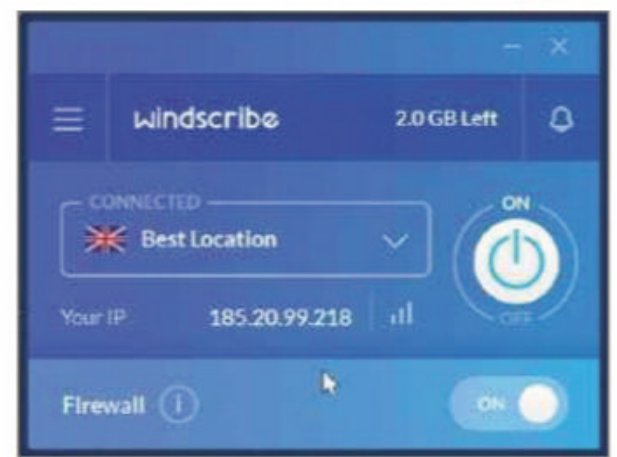 windscribe 2.0 GB Left
CONNECTED
ON
Best Location
Your IP 185.20.99.218
OFF
Firewall i ON